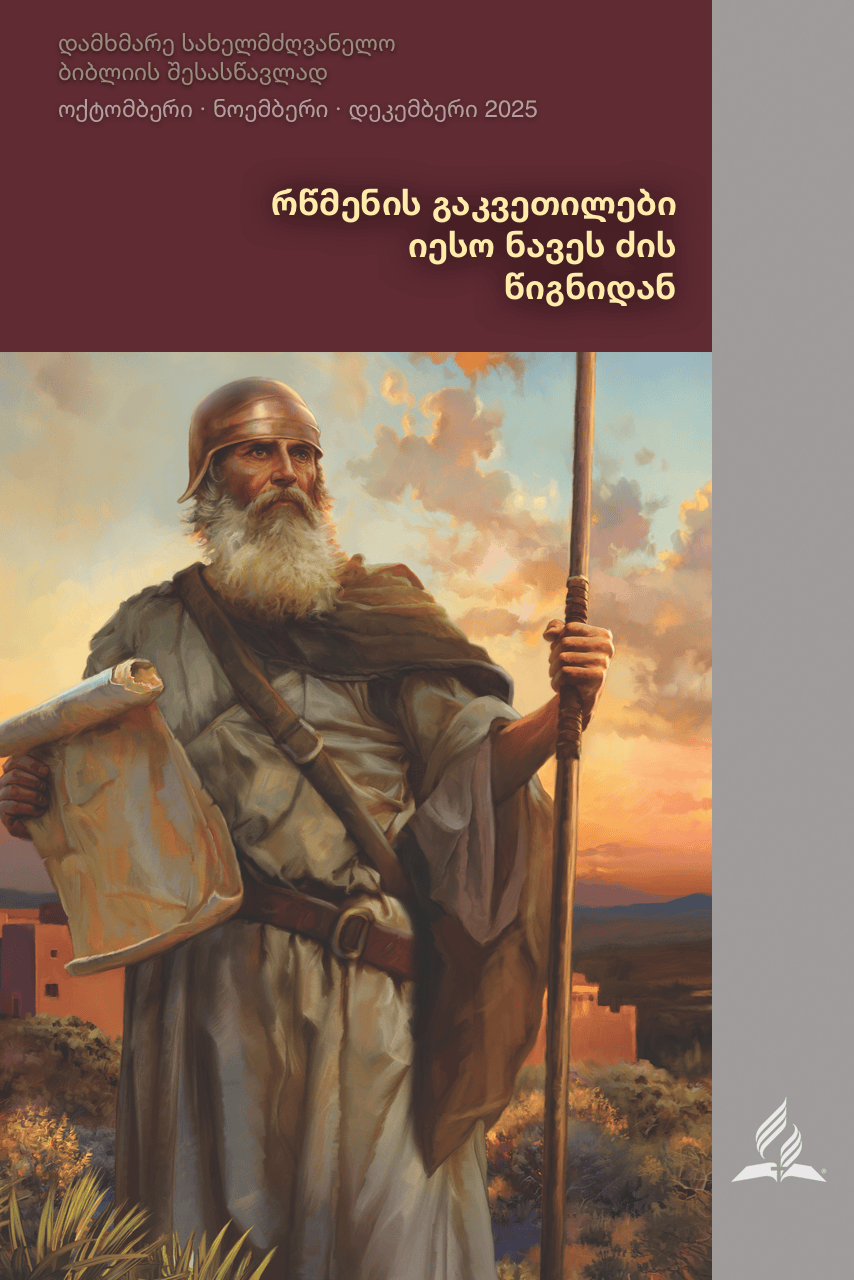 დამხმარე სახელმძღვანელო
ბიბლიის შესასწავლად
ოქტომბერი · ნოემბერი · დეკემბერი 2025
რწმენის გაკვეთილები
იესო ნავეს ძის
წიგნიდან